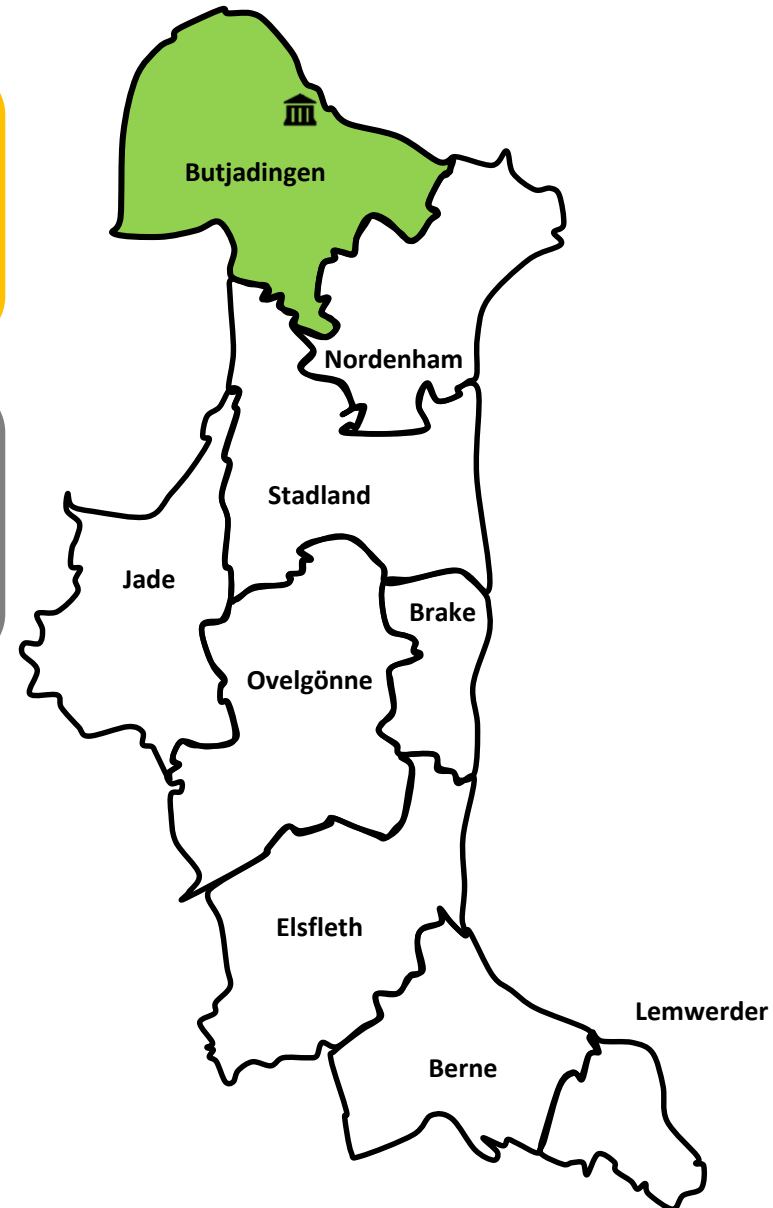 Butjadingen
Nordenham
Stadland
Jade
Brake
Ovelgönne
Elsfleth
Lemwerder
Berne